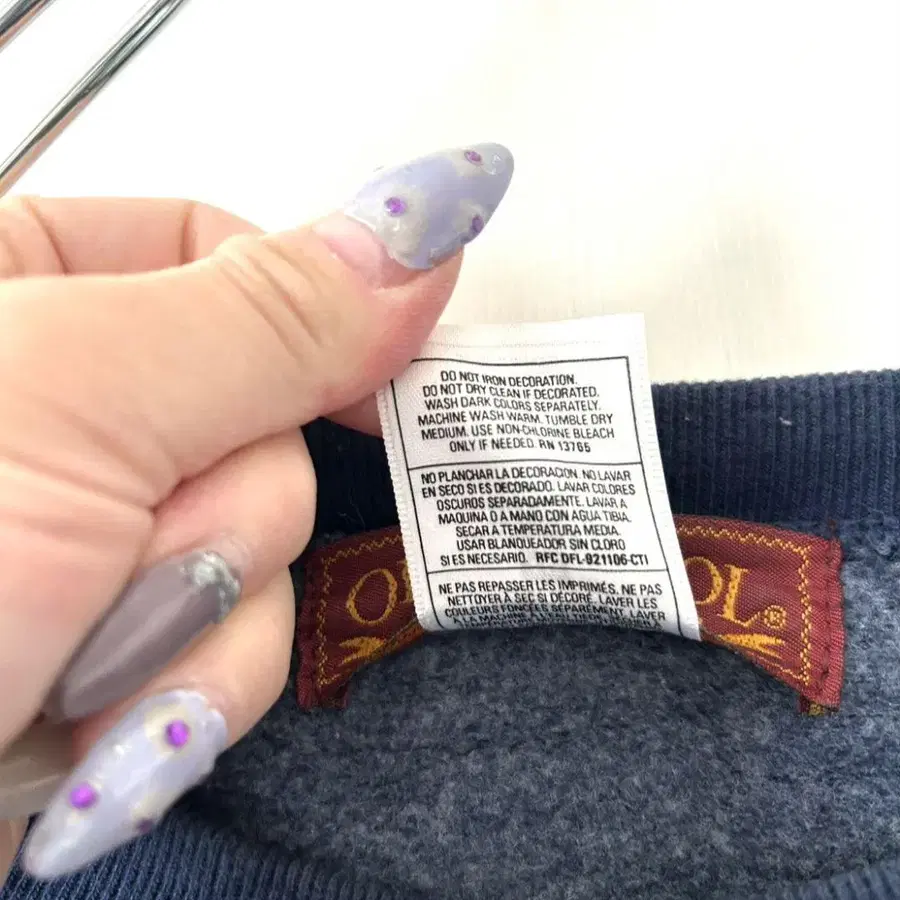 DO NOT IRON DECORATION.
DO NOT DRY CLEAN IF DECORATED.
WASH DARK COLORS SEPARATELY.
MACHINE WASH WARM. TUMBLE DRY
MEDIUM. USE NON-CHLORINE BLEACH
ONLY IF NEEDED. RN 13765
NO PLANCHAR LA DECORACION. NO LAVAR
EN SECO SI ES DECORADO. LAVAR COLORES
OSCUROS SEPARADAMENTE. LAVAR A
MAQUINA O A MANO CON AGUA TIBIA.
SECAR A TEMPERATURA MEDIA.
USAR BLANQUEADOR SIN CLORO
SI ES NECESARIO. RFC DFL-921106-CTI
NE PAS REPASSER LES IMPRIMÉS. NE PAS
NETTOYER À SEC SI DÉCORÉ. LAVER LES
COULEURS FONCÉES SÉPARÉMENT. LAVER
À LA MACHINE
OL®